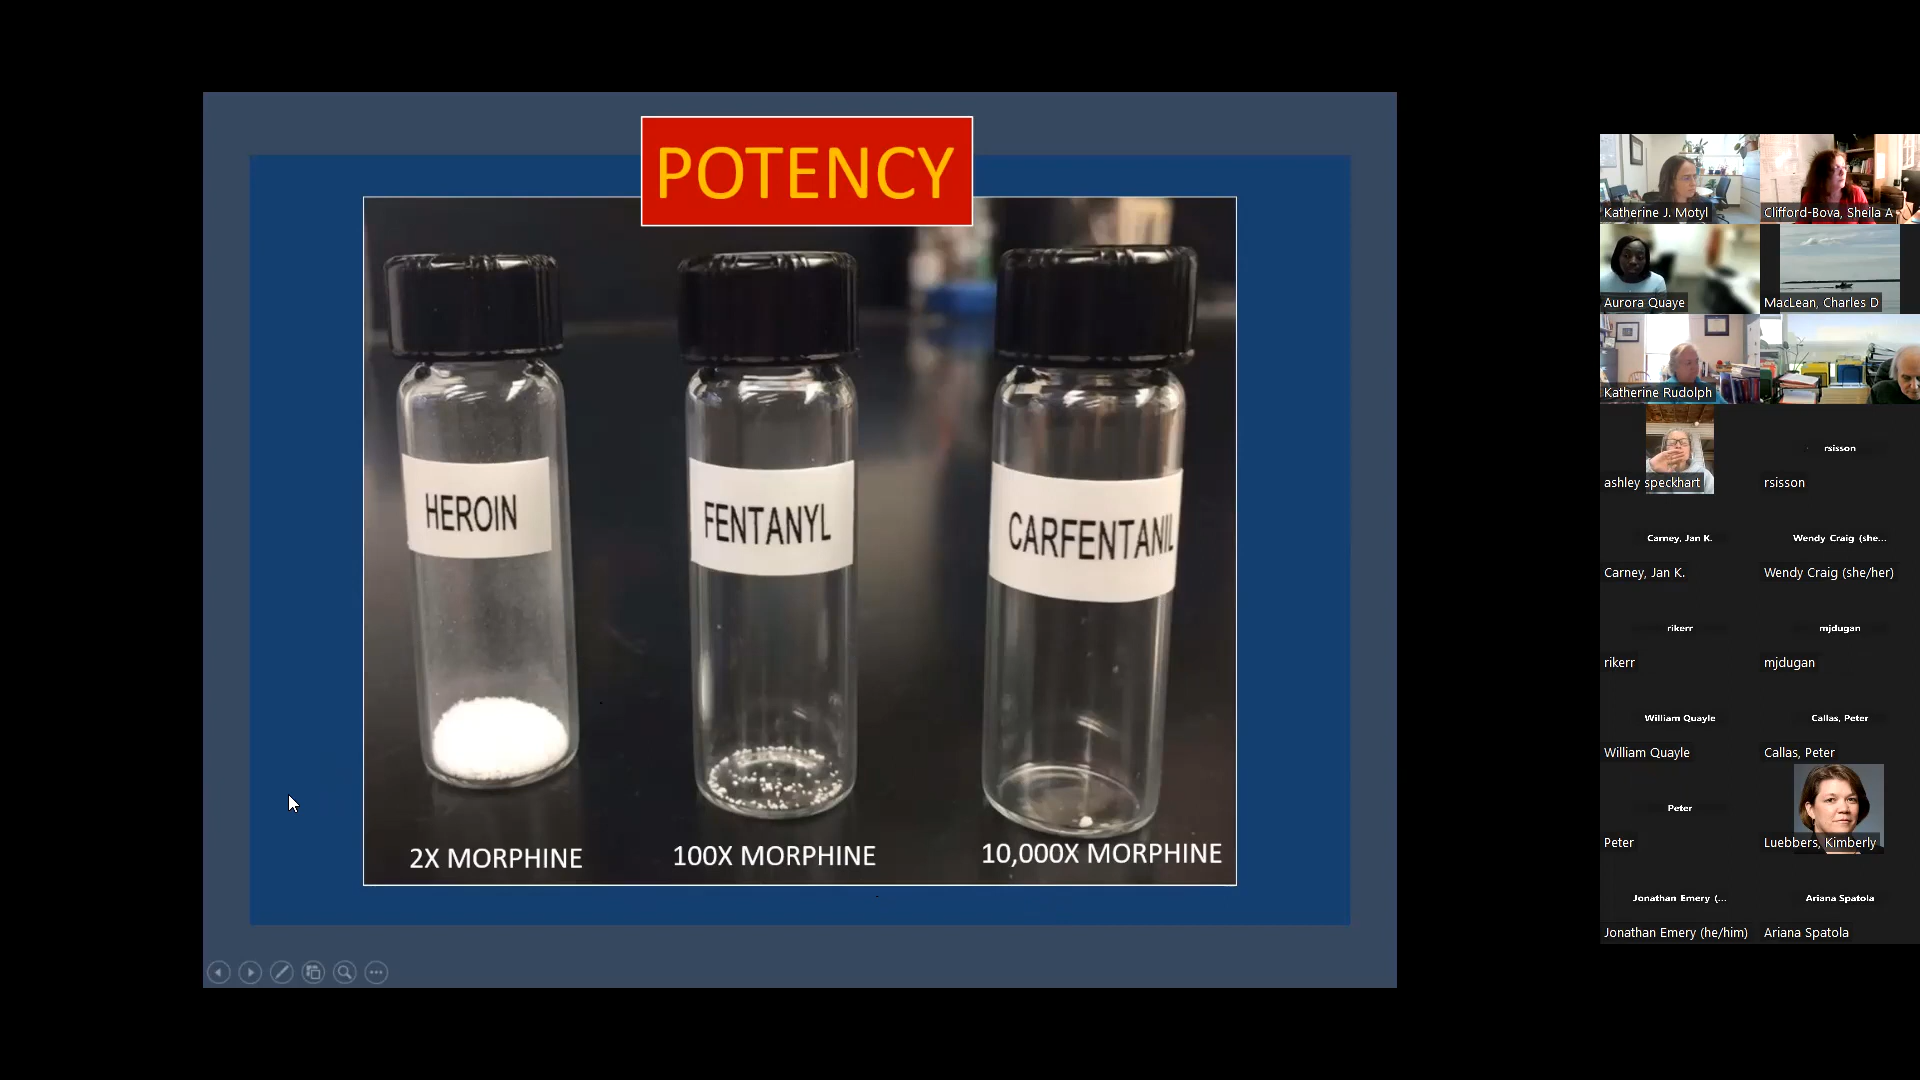 POTENCY
HEROIN
FENTANYL
CARFENTANIL
2X MORPHINE
100X MORPHINE
10,000X MORPHINE
Katherine J. Motyl
Clifford-Bova, Sheila A
Aurora Quaye
MacLean, Charles D
Katherine Rudolph
ashley speckhart
rsisson
rsisson
Carney, Jan K.
Wendy Craig (she...
Carney, Jan K.
Wendy Craig (she/her)
rikerr
mjdugan
rikerr
mjdugan
William Quayle
Callas, Peter
William Quayle
Callas, Peter
Peter
Peter
Luebbers, Kimberly
Jonathan Emery (...
Ariana Spatola
Jonathan Emery (he/him)
Ariana Spatola